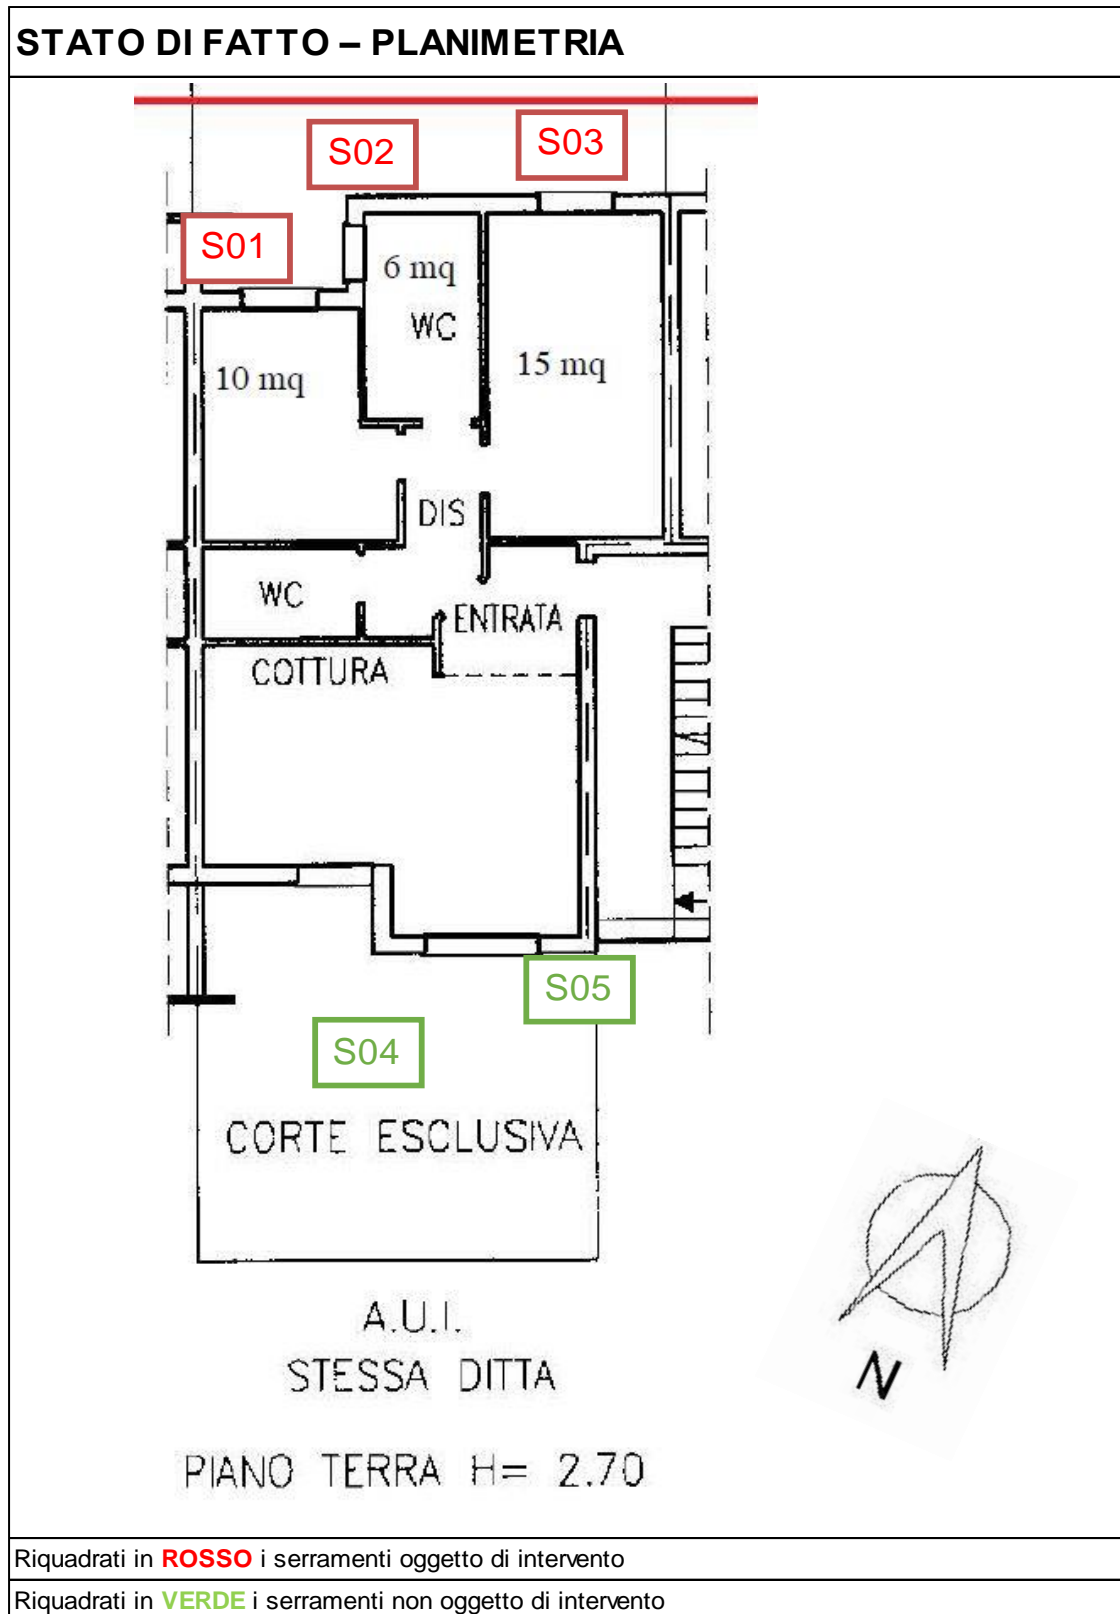 STATO DI FATTO – PLANIMETRIA
S02
S03
S01
6 mq
WC
10 mq
15 mq
DIS
WC
ENTRATA
COTTURA
S05
S04
CORTE ESCLUSIVA
A.U.I.
STESSA DITTA
N
PIANO TERRA H= 2.70
Riquadrati in ROSSO i serramenti oggetto di intervento
Riquadrati in VERDE i serramenti non oggetto di intervento